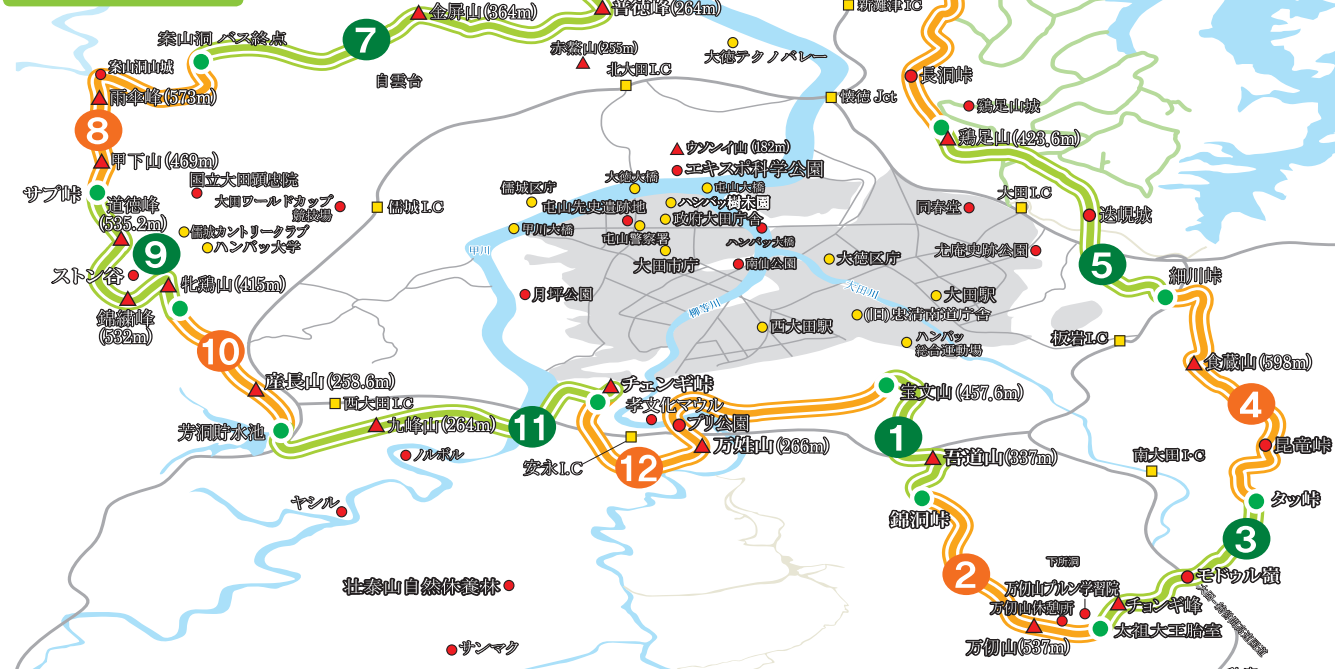 金屏山(364m)
普徳峰(264m)
新灘津IC
案山洞 バス終点
7
赤鰲山(255m)
大徳テクノバレー
案山洞山城
自雲台
北大田I.C
懐徳 Jct
長洞峠
雨傘峰(573m)
鶏足山城
8
鶏足山(423.6m)
ウソンイ山(182m)
甲下山(469m)
エキスポ科学公園
サプ峠
国立大田顕忠院
儒城区庁
大徳大橋
屯山大橋
大田I.C
道徳峰
(535.2m)
大田ワールドカップ
競技場
儒城I.C
屯山先史遺跡地
ハンバッ樹木園
同春堂
迭峴城
政府大田庁舎
儒城カントリークラブ
甲川大橋
屯山警察署
ハンバッ大橋
ハンバッ大学
甲川
尤庵史跡公園
9
大田市庁
南仙公園
大徳区庁
5
ストン谷
牝鶏山(415m)
細川峠
月坪公園
大田川
大田駅
錦繍峰
(532m)
柳等川
(旧)忠清南道庁舎
西大田駅
ハンバッ
総合運動場
板岩I.C
10
食蔵山(598m)
産長山(258.6m)
チェンギ峠
宝文山(457.6m)
西大田I.C
孝文化マウル
4
九峰山(264m)
11
プリ公園
芳洞貯水池
1
万姓山(266m)
昆竜峠
ノルボル
安永I.C
12
吾道山(337m)
南大田I·C
ヤシル
タッ峠
錦洞峠
3
下所洞
2
モドゥル嶺
壮泰山自然休養林
万仞山プルン学習院
万仞山休憩所
チョンギ峰
太祖大王胎室
万仞山(537m)
サンマク